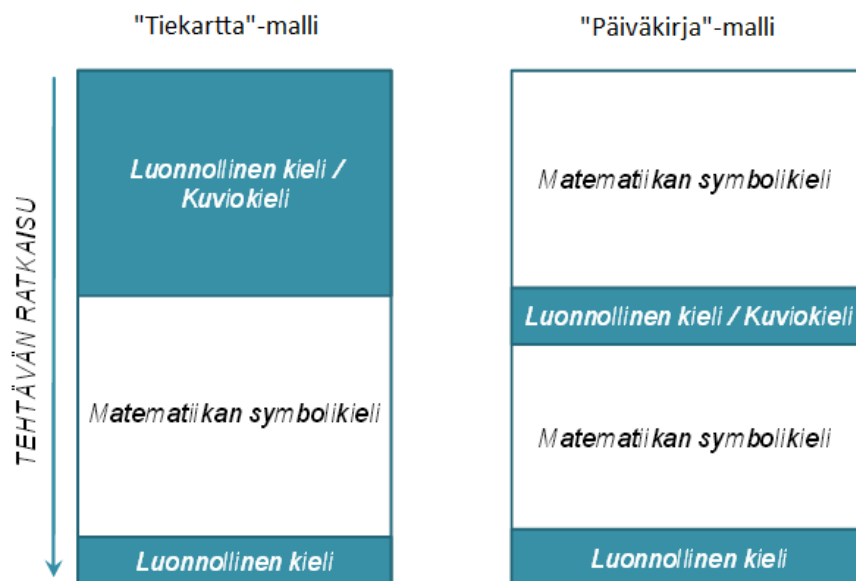 "Tiekartta"-malli
"Päiväkirja"-malli
TEHTÄVÄN RATKAISU
Luonnollinen kieli /
Kuviokieli
Matematiikan symbolikieli
Luonnollinen kieli
Matematiikan symbolikieli
Luonnollinen kieli / Kuviokieli
Matematiikan symbolikieli
Luonnollinen kieli